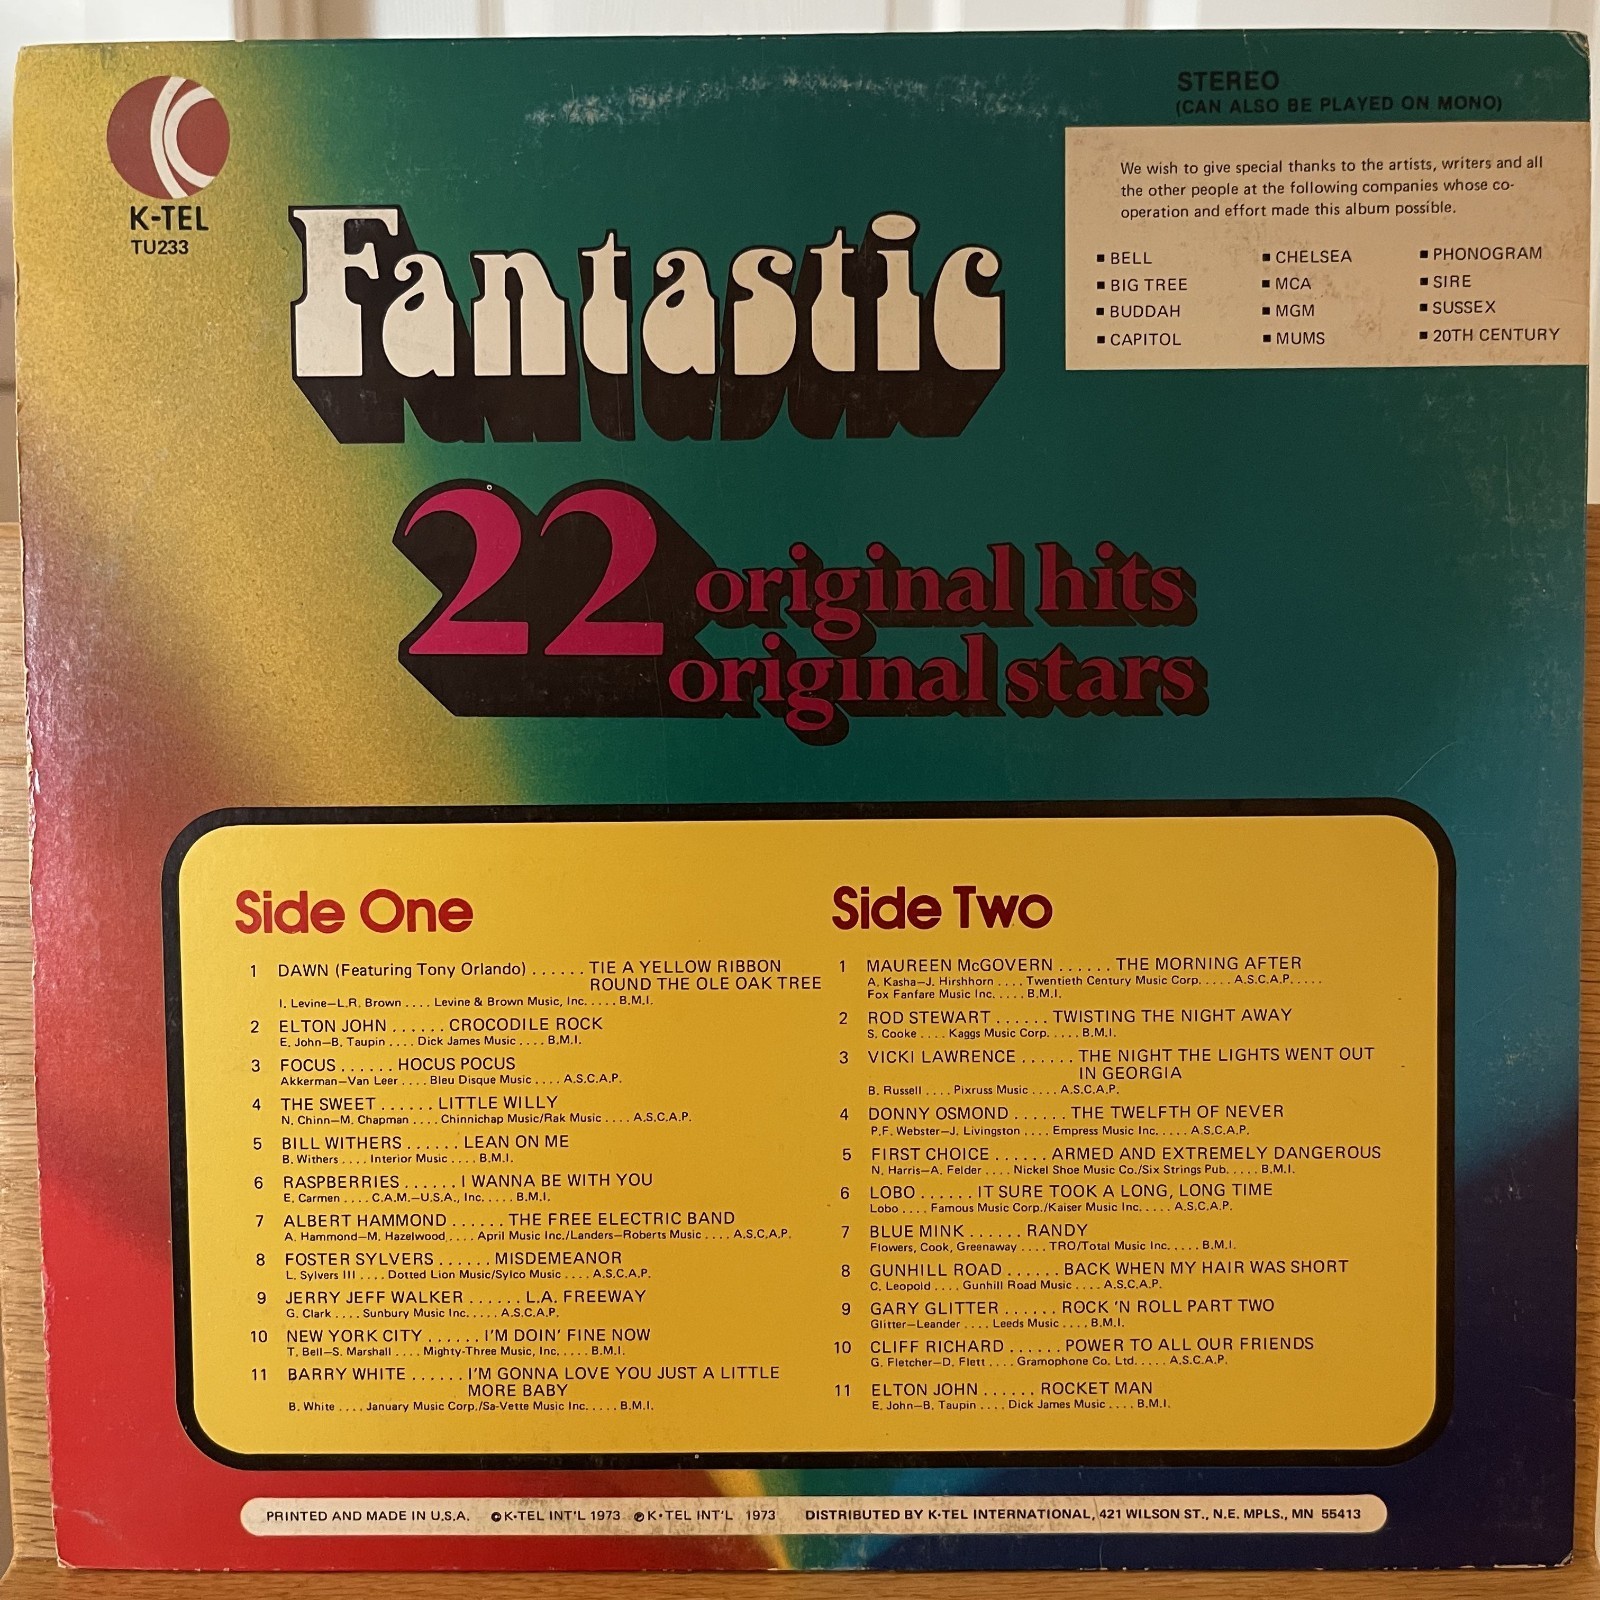 K-TEL
TU233
STEREO
(CAN ALSO BE PLAYED ON MONO)
We wish to give special thanks to the artists, writers and all
the other people at the following companies whose co-
operation and effort made this album possible.
■ BELL
■ BIG TREE
■ BUDDAH
■ CAPITOL
■ CHELSEA
■ MCA
■ MGM
■ MUMS
■ PHONOGRAM
■ SIRE
■ SUSSEX
■ 20TH CENTURY
Fantastic
22 original hits
original stars
Side One
1 DAWN (Featuring Tony Orlando) ...... TIE A YELLOW RIBBON
ROUND THE OLE OAK TREE
I. Levine—L.R. Brown .... Levine & Brown Music, Inc..... B.M.I.
2 ELTON JOHN ...... CROCODILE ROCK
E. John—B. Taupin .... Dick James Music .... B.M.I.
3 FOCUS ...... HOCUS POCUS
Akkerman—Van Leer .... Bleu Disque Music .... A.S.C.A.P.
4 THE SWEET ...... LITTLE WILLY
N. Chinn—M. Chapman .... Chinnichap Music/Rak Music .... A.S.C.A.P.
5 BILL WITHERS ...... LEAN ON ME
B. Withers .... Interior Music .... B.M.I.
6 RASPBERRIES ...... I WANNA BE WITH YOU
E. Carmen .... C.A.M.—U.S.A., Inc..... B.M.I.
7 ALBERT HAMMOND ...... THE FREE ELECTRIC BAND
A. Hammond—M. Hazelwood .... April Music Inc./Landers—Roberts Music .... A.S.C.A.P.
8 FOSTER SYLVERS ...... MISDEMEANOR
L. Sylvers III .... Dotted Lion Music/Sylco Music .... A.S.C.A.P.
9 JERRY JEFF WALKER ...... L.A. FREEWAY
G. Clark .... Sunbury Music Inc..... A.S.C.A.P.
10 NEW YORK CITY ...... I'M DOIN' FINE NOW
T. Bell—S. Marshall .... Mighty-Three Music, Inc..... B.M.I.
11 BARRY WHITE ...... I'M GONNA LOVE YOU JUST A LITTLE
MORE BABY
B. White .... January Music Corp./Sa-Vette Music Inc..... B.M.I.
Side Two
1 MAUREEN McGOVERN ...... THE MORNING AFTER
A. Kasha—J. Hirshhorn .... Twentieth Century Music Corp..... A.S.C.A.P.....
Fox Fanfare Music Inc..... B.M.I.
2 ROD STEWART ...... TWISTING THE NIGHT AWAY
S. Cooke .... Kaggs Music Corp..... B.M.I.
3 VICKI LAWRENCE ...... THE NIGHT THE LIGHTS WENT OUT
IN GEORGIA
B. Russell .... Pixruss Music .... A.S.C.A.P.
4 DONNY OSMOND ...... THE TWELFTH OF NEVER
P.F. Webster—J. Livingston .... Empress Music Inc..... A.S.C.A.P.
5 FIRST CHOICE ...... ARMED AND EXTREMELY DANGEROUS
N. Harris—A. Felder .... Nickel Shoe Music Co./Six Strings Pub..... B.M.I.
6 LOBO ...... IT SURE TOOK A LONG, LONG TIME
Lobo .... Famous Music Corp./Kaiser Music Inc..... A.S.C.A.P.
7 BLUE MINK ...... RANDY
Flowers, Cook, Greenaway .... TRO/Total Music Inc..... B.M.I.
8 GUNHILL ROAD ...... BACK WHEN MY HAIR WAS SHORT
C. Leopold .... Gunhill Road Music .... A.S.C.A.P.
9 GARY GLITTER ...... ROCK 'N ROLL PART TWO
Glitter—Leander .... Leeds Music .... B.M.I.
10 CLIFF RICHARD ...... POWER TO ALL OUR FRIENDS
G. Fletcher—D. Flett .... Gramophone Co. Ltd..... A.S.C.A.P.
11 ELTON JOHN ...... ROCKET MAN
E. John—B. Taupin .... Dick James Music .... B.M.I.
PRINTED AND MADE IN U.S.A. © K•TEL INT'L 1973 ℗ K•TEL INT'L 1973 DISTRIBUTED BY K•TEL INTERNATIONAL, 421 WILSON ST., N.E. MPLS., MN 55413